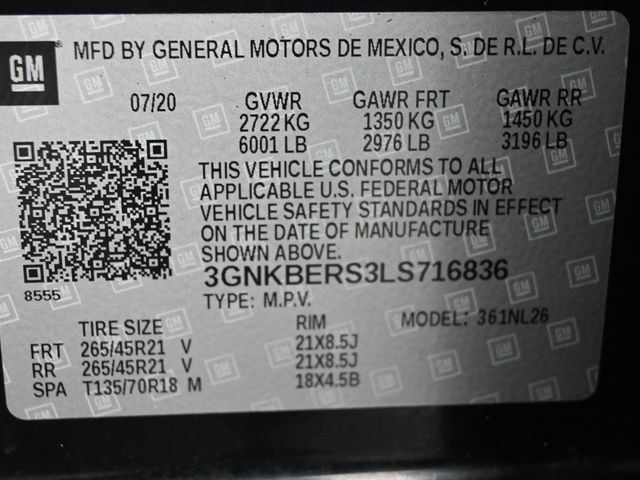 GM
MFD BY GENERAL MOTORS DE MEXICO, S. DE R.L. DE C.V.
07/20 GVWR GAWR FRT GAWR RR
2722 KG 1350 KG 1450 KG
6001 LB 2976 LB 3196 LB
THIS VEHICLE CONFORMS TO ALL
APPLICABLE U.S. FEDERAL MOTOR
VEHICLE SAFETY STANDARDS IN EFFECT
ON THE DATE OF MANUFACTURE
SHOWN ABOVE.
8555
3GNKBERS3LS716836
TYPE: M.P.V.
TIRE SIZE RIM MODEL: 361NL26
FRT 265/45R21 V 21X8.5J
RR 265/45R21 V 21X8.5J
SPA T135/70R18 M 18X4.5B